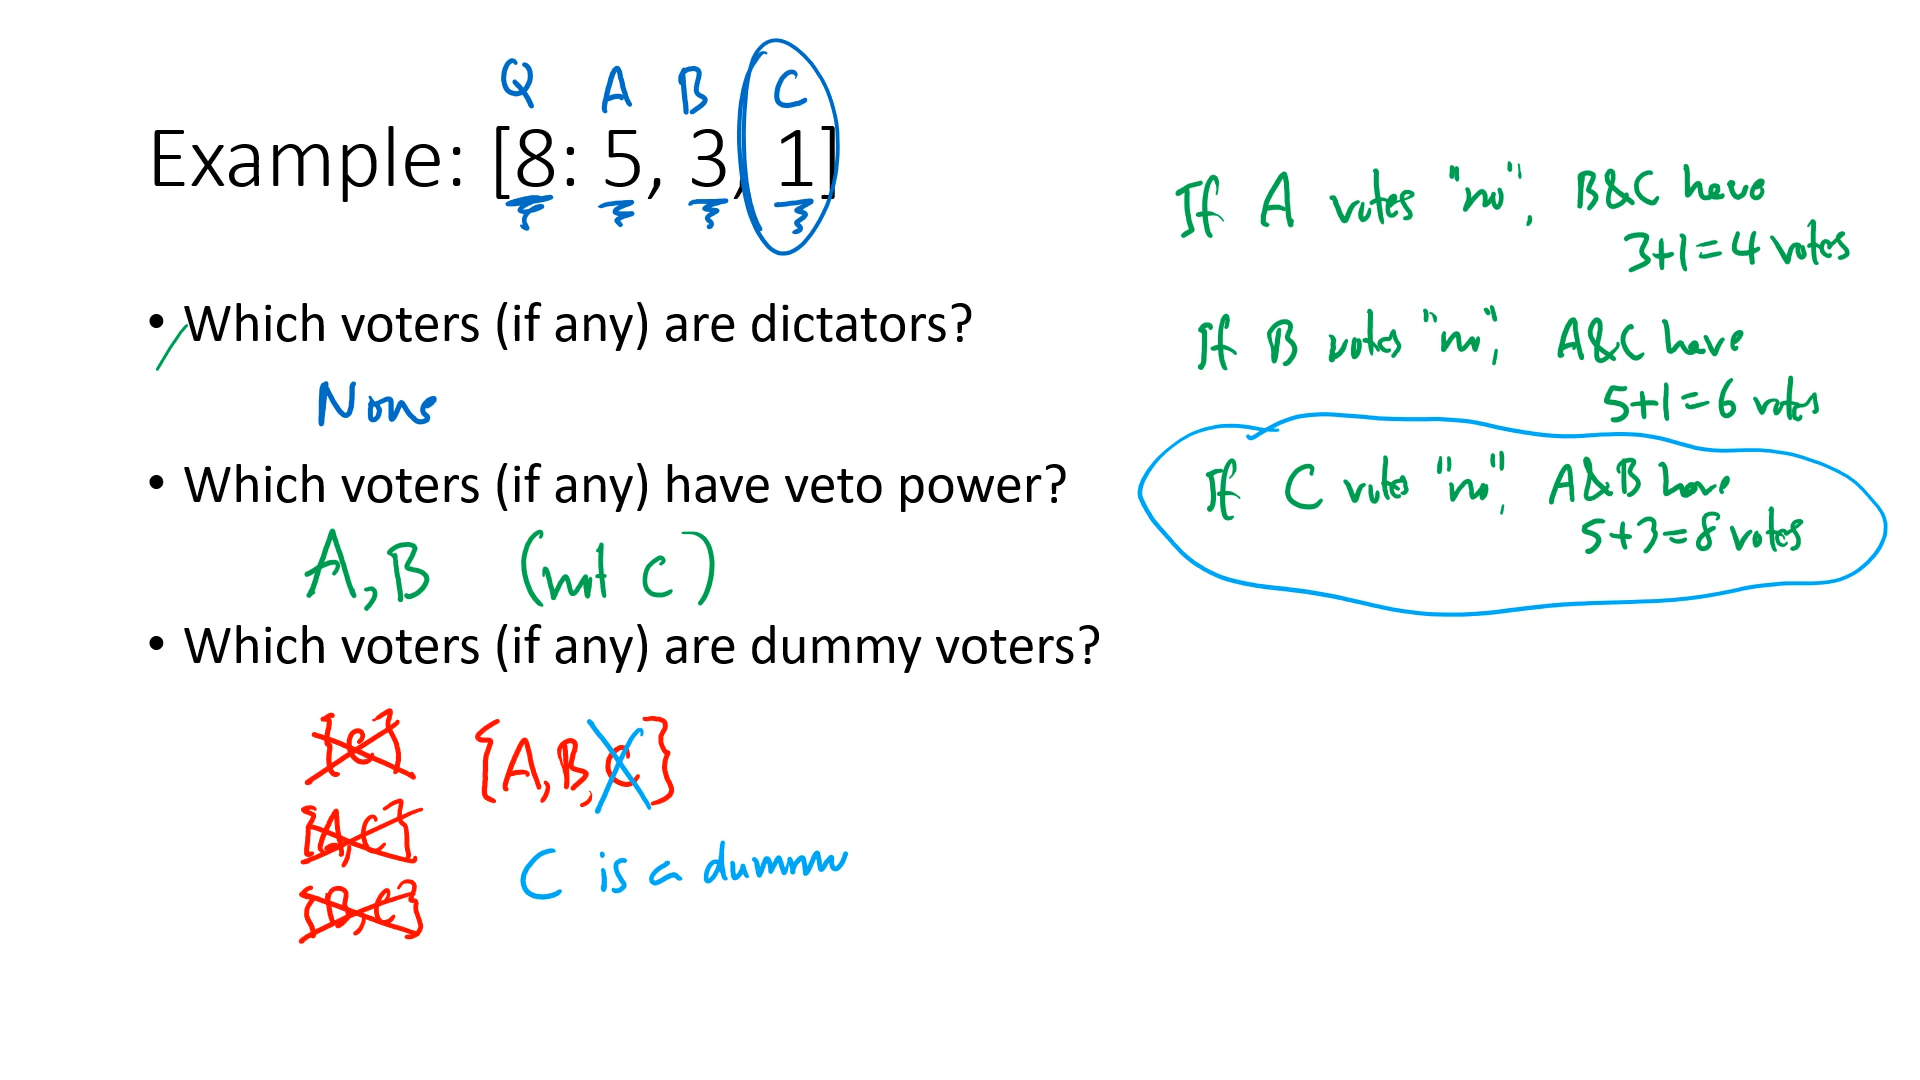 Q A B C
Example: [8: 5, 3, 1]
• Which voters (if any) are dictators?
None
• Which voters (if any) have veto power?
A, B (not C)
• Which voters (if any) are dummy voters?
{C} {A, B, C}
{A, C}
{B, C}
C is a dummy
If A votes "no", B&C have
3+1=4 votes
If B votes "no", A&C have
5+1=6 votes
If C votes "no", A&B have
5+3=8 votes